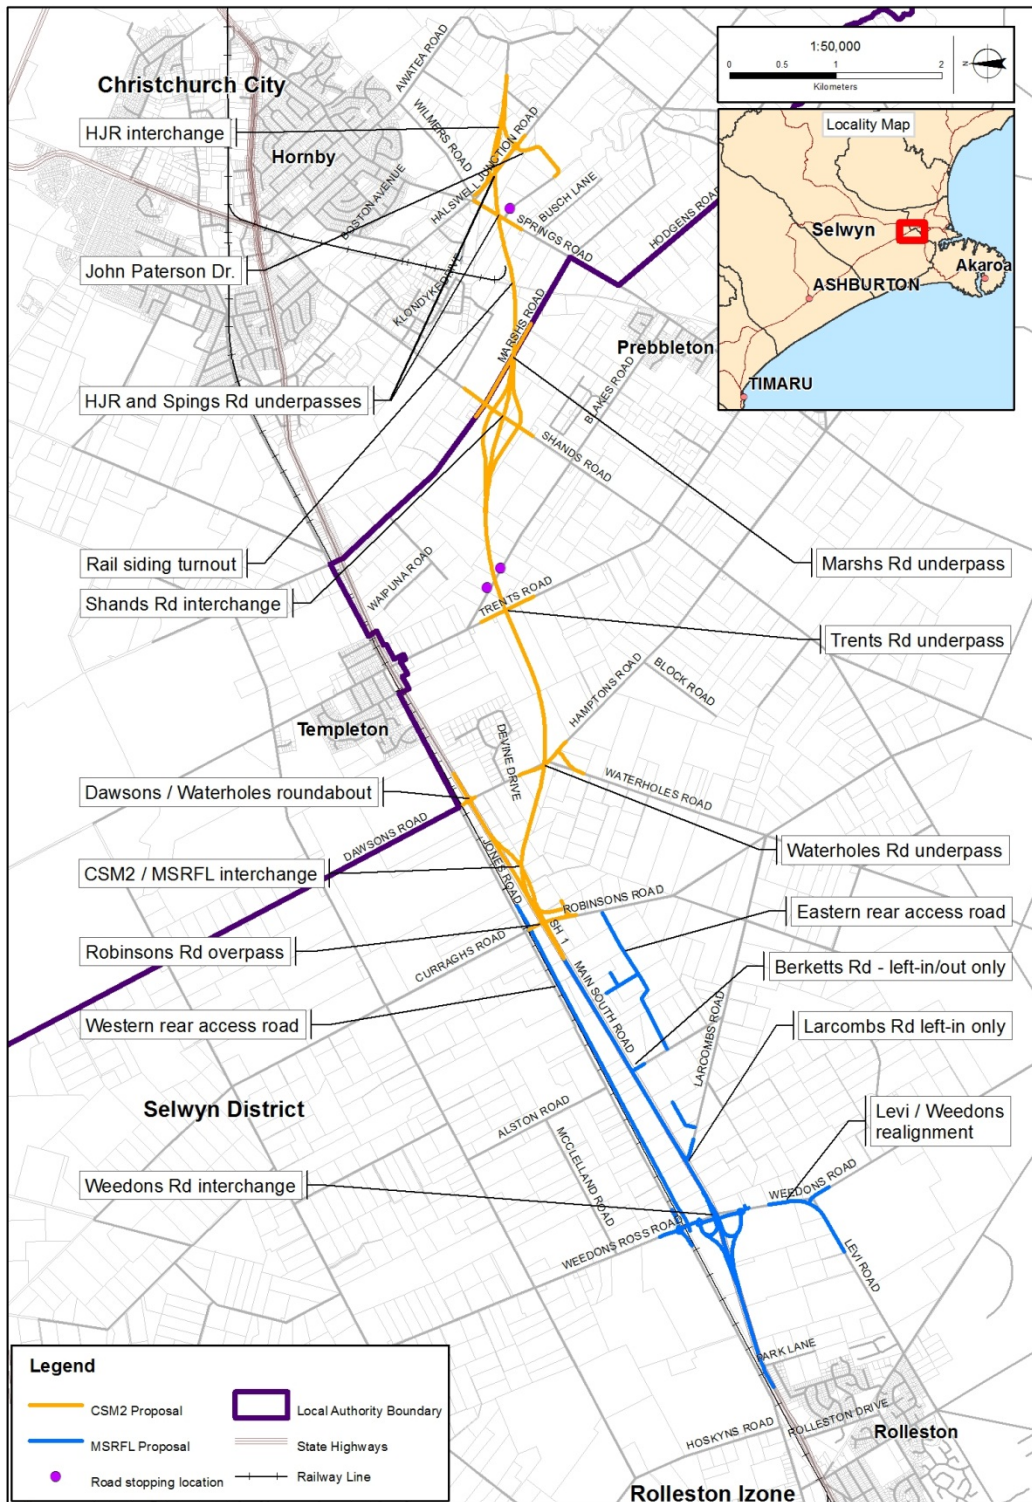 1:50,000
0 0.5 1 2
Kilometers
N
Locality Map
Selwyn
Akaroa
ASHBURTON
TIMARU
Christchurch City
AWATEA ROAD
HJR interchange
WILMERS ROAD
Hornby
HALSWELL JUNCTION ROAD
BOSTON AVENUE
BUSCH LANE
SPRINGS ROAD
HODGENS ROAD
John Paterson Dr.
KLONDYKE DRIVE
MARSHS ROAD
Prebbleton
HJR and Spings Rd underpasses
BLAKES ROAD
SHANDS ROAD
Rail siding turnout
Marshs Rd underpass
WAIPUNA ROAD
Shands Rd interchange
TRENTS ROAD
Trents Rd underpass
HAMPTONS ROAD
BLOCK ROAD
Templeton
DEVINE DRIVE
WATERHOLES ROAD
Dawsons / Waterholes roundabout
DAWSONS ROAD
JONES ROAD
Waterholes Rd underpass
CSM2 / MSRFL interchange
ROBINSONS ROAD
Eastern rear access road
SH 1
CURRAGHS ROAD
Robinsons Rd overpass
MAIN SOUTH ROAD
Berketts Rd - left-in/out only
Western rear access road
LARCOMBS ROAD
Larcombs Rd left-in only
Selwyn District
ALSTON ROAD
Levi / Weedons
realignment
MCCLELLAND ROAD
Weedons Rd interchange
WEEDONS ROAD
WEEDONS ROSS ROAD
LEVI ROAD
PARK LANE
HOSKYNS ROAD
ROLLESTON DRIVE
Rolleston
Rolleston Izone
Legend
CSM2 Proposal
Local Authority Boundary
MSRFL Proposal
State Highways
Road stopping location
Railway Line